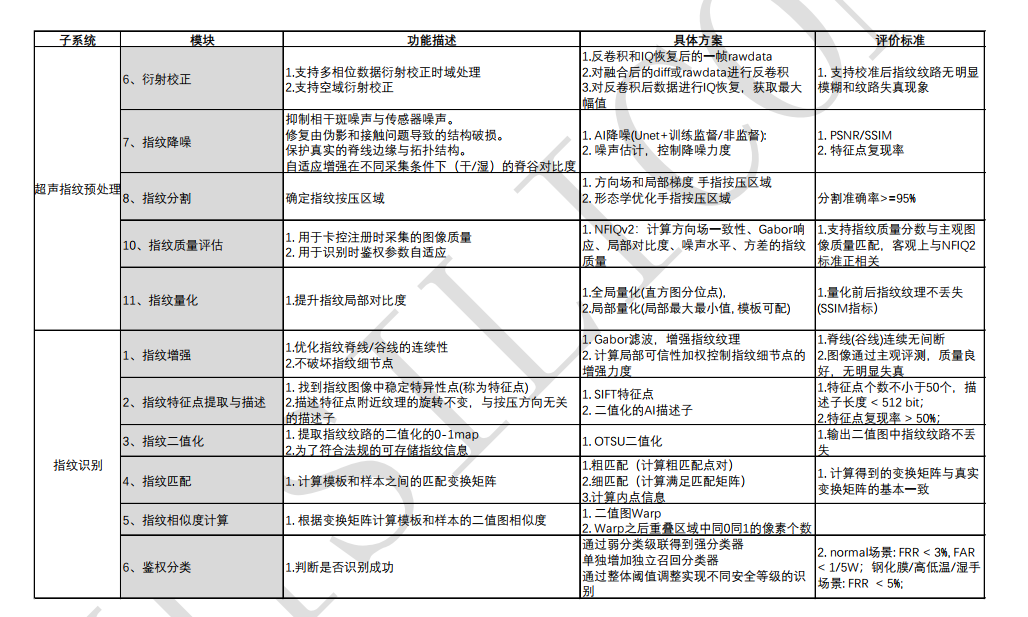 子系统 模块 功能描述 具体方案 评价标准
超声指纹预处理
6、衍射校正
1.支持多相位数据衍射校正时域处理
2.支持空域衍射校正
1.反卷积和IQ恢复后的一帧rawdata
2.对融合后的diff或rawdata进行反卷积
3.对反卷积后数据进行IQ恢复，获取最大
幅值
1. 支持校准后指纹纹路无明显
模糊和纹路失真现象
7、指纹降噪
抑制相干斑噪声与传感器噪声。
修复由伪影和接触问题导致的结构破损。
保护真实的脊线边缘与拓扑结构。
自适应增强在不同采集条件下（干/湿）的脊谷对比度
1. AI降噪(Unet+训练监督/非监督):
2. 噪声估计，控制降噪力度
1. PSNR/SSIM
2. 特征点复现率
8、指纹分割
确定指纹按压区域
1. 方向场和局部梯度 手指按压区域
2. 形态学优化手指按压区域
分割准确率>=95%
10、指纹质量评估
1. 用于卡控注册时采集的图像质量
2. 用于识别时鉴权参数自适应
1. NFIQv2：计算方向场一致性、Gabor响
应、局部对比度、噪声水平、方差的指纹
质量
1.支持指纹质量分数与主观图
像质量匹配，客观上与NFIQ2
标准正相关
11、指纹量化
1.提升指纹局部对比度
1.全局量化(直方图分位点),
2.局部量化(局部最大最小值, 模板可配)
1.量化前后指纹纹理不丢失
(SSIM指标)
指纹识别
1、指纹增强
1.优化指纹脊线/谷线的连续性
2.不破坏指纹细节点
1. Gabor滤波，增强指纹纹理
2. 计算局部可信性加权控制指纹细节点的
增强力度
1.脊线(谷线)连续无间断
2.图像通过主观评测，质量良
好，无明显失真
2、指纹特征点提取与描述
1. 找到指纹图像中稳定特异性点(称为特征点)
2.描述特征点附近纹理的旋转不变，与按压方向无关
的描述子
1. SIFT特征点
2. 二值化的AI描述子
1.特征点个数不小于50个，描
述子长度 < 512 bit；
2.特征点复现率 > 50%；
3、指纹二值化
1. 提取指纹纹路的二值化的0-1map
2.为了符合法规的可存储指纹信息
1. OTSU二值化
1.输出二值图中指纹纹路不丢
失
4、指纹匹配
1. 计算模板和样本之间的匹配变换矩阵
1.粗匹配（计算粗匹配点对）
2.细匹配（计算满足匹配矩阵）
3.计算内点信息
1. 计算得到的变换矩阵与真实
变换矩阵的基本一致
5、指纹相似度计算
1. 根据变换矩阵计算模板和样本的二值图相似度
1. 二值图Warp
2. Warp之后重叠区域中同0同1的像素个数
6、鉴权分类
1.判断是否识别成功
通过弱分类级联得到强分类器
单独增加独立召回分类器
通过整体阈值调整实现不同安全等级的识
别
2. normal场景: FRR < 3%, FAR
< 1/5W；钢化膜/高低温/湿手
场景: FRR < 5%;